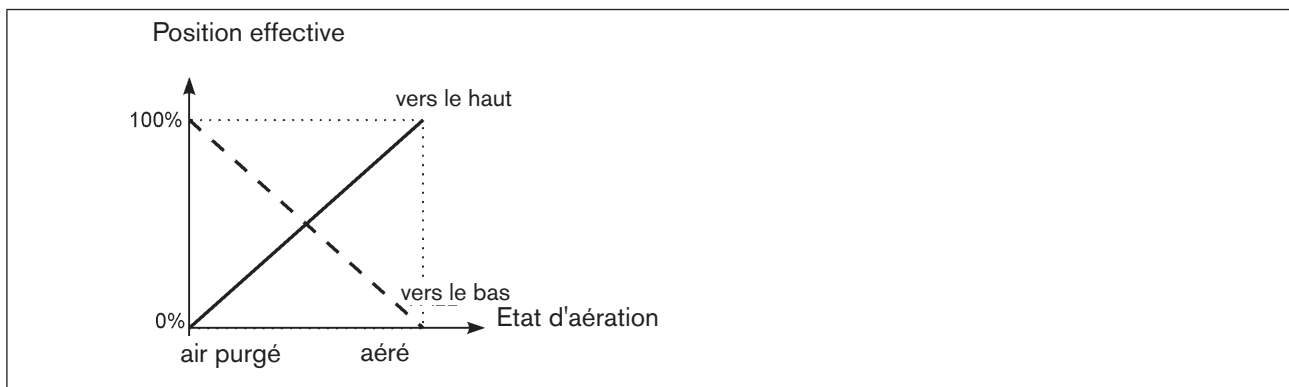 Position effective
vers le haut
100%
vers le bas
0%
Etat d'aération
air purgé
aéré